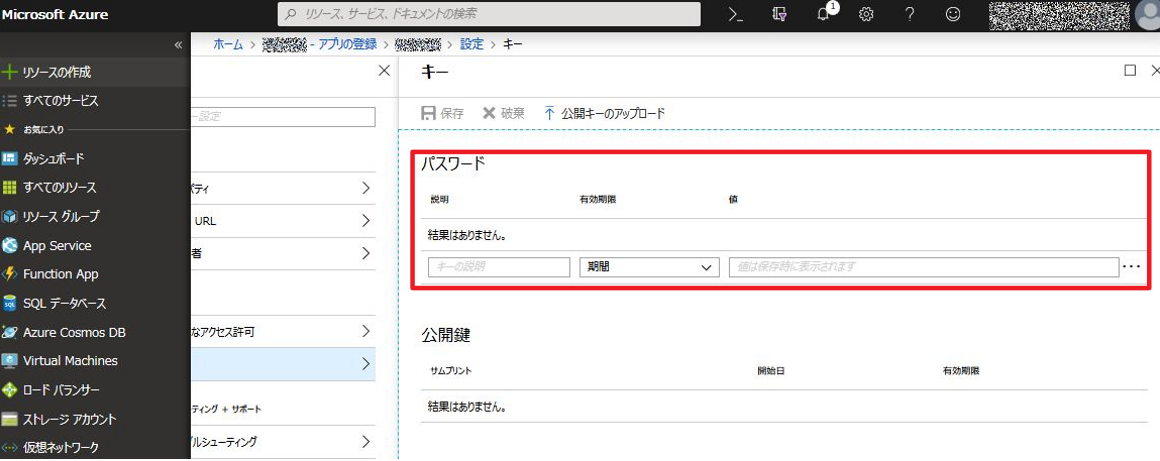 Microsoft Azure
リソース、サービス、ドキュメントの検索
1
ホーム > - アプリの登録 > > 設定 > キー
リソースの作成
すべてのサービス
お気に入り
ダッシュボード
すべてのリソース
リソース グループ
App Service
Function App
SQL データベース
Azure Cosmos DB
Virtual Machines
ロード バランサー
ストレージ アカウント
仮想ネットワーク
設定
パティ
URL
者
なアクセス許可
ティング + サポート
ブルシューティング
キー
保存
破棄
公開キーのアップロード
パスワード
説明 有効期限 値
結果はありません。
キーの説明 期間 値は保存時に表示されます
公開鍵
サムプリント 開始日 有効期限
結果はありません。